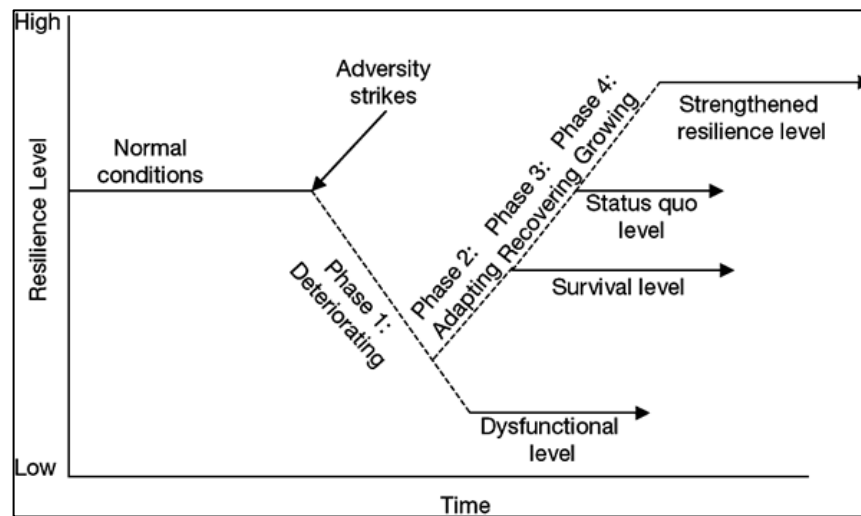 High
Adversity
strikes
Normal
conditions
Resilience Level
Phase 1:
Deteriorating
Phase 2:
Adapting
Phase 3:
Recovering
Phase 4:
Growing
Strengthened
resilience level
Status quo
level
Survival level
Dysfunctional
level
Low
Time